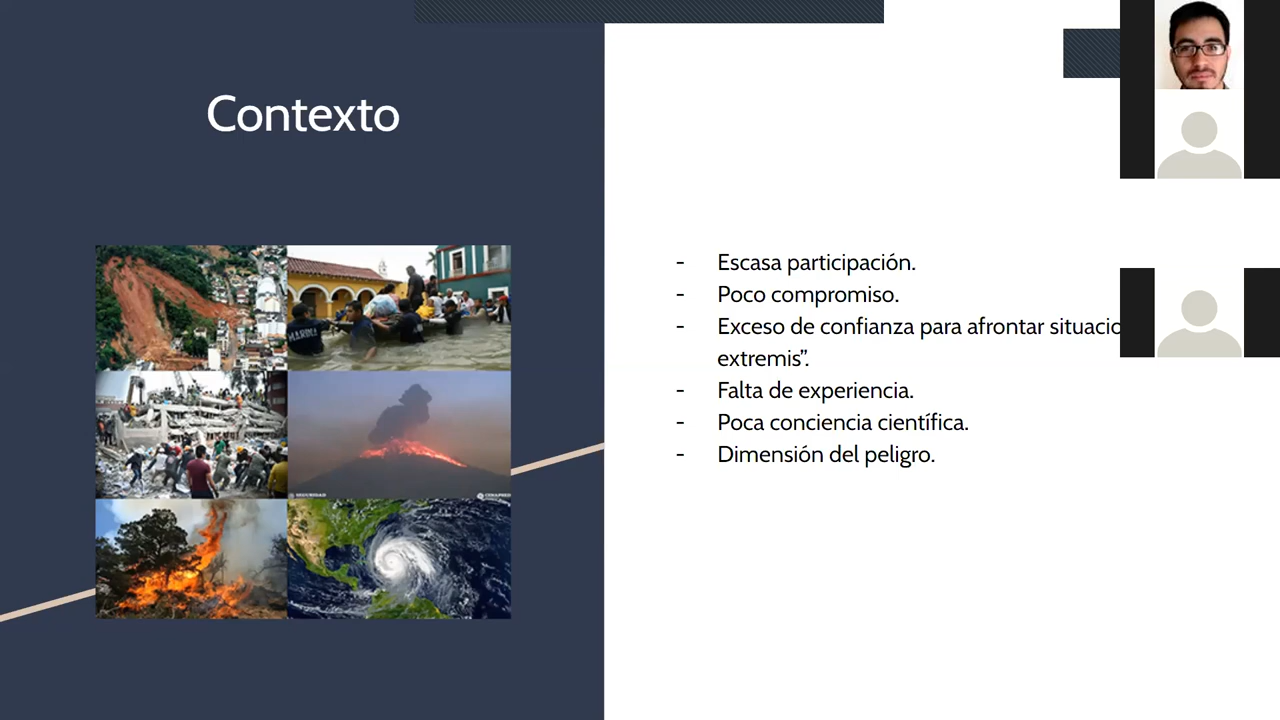 Contexto
- Escasa participación.
- Poco compromiso.
- Exceso de confianza para afrontar
extremis”.
- Falta de experiencia.
- Poca conciencia científica.
- Dimensión del peligro.
MARINA